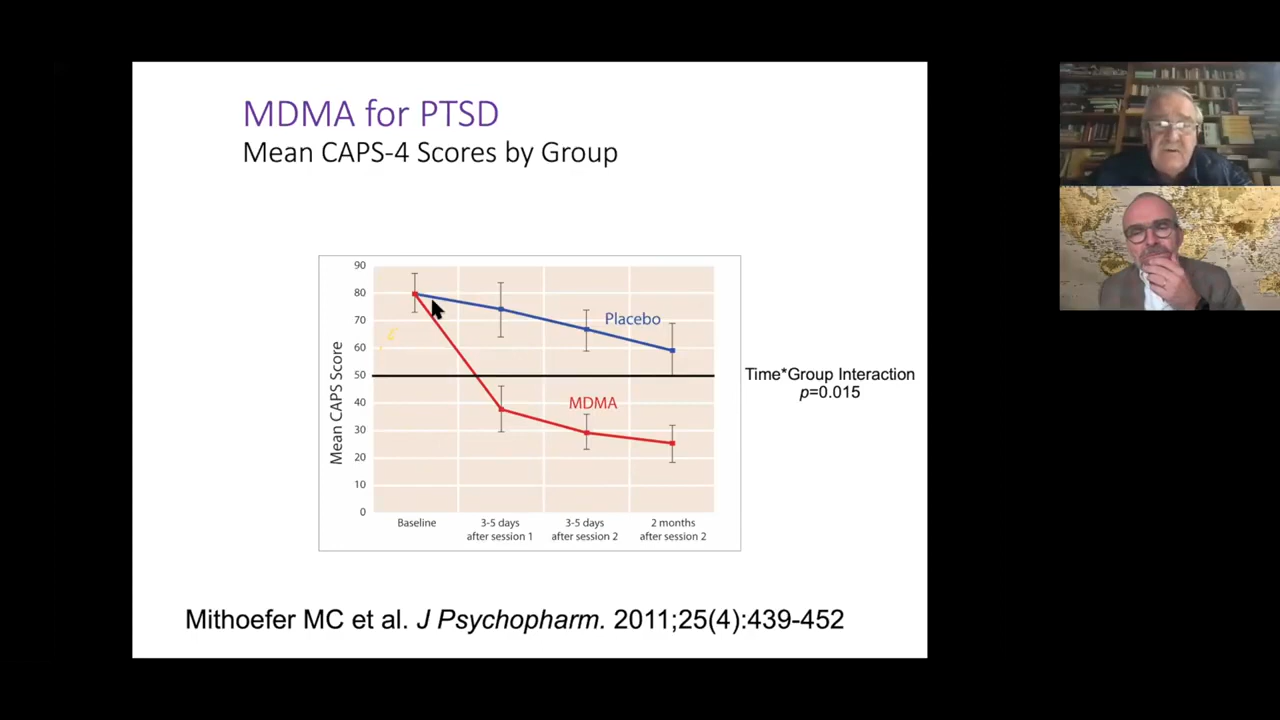 MDMA for PTSD
Mean CAPS-4 Scores by Group
90
80
70
60
50
40
30
20
10
0
Mean CAPS Score
Placebo
MDMA
Baseline
3-5 days
after session 1
3-5 days
after session 2
2 months
after session 2
Time*Group Interaction
p=0.015
Mithoefer MC et al. J Psychopharm. 2011;25(4):439-452